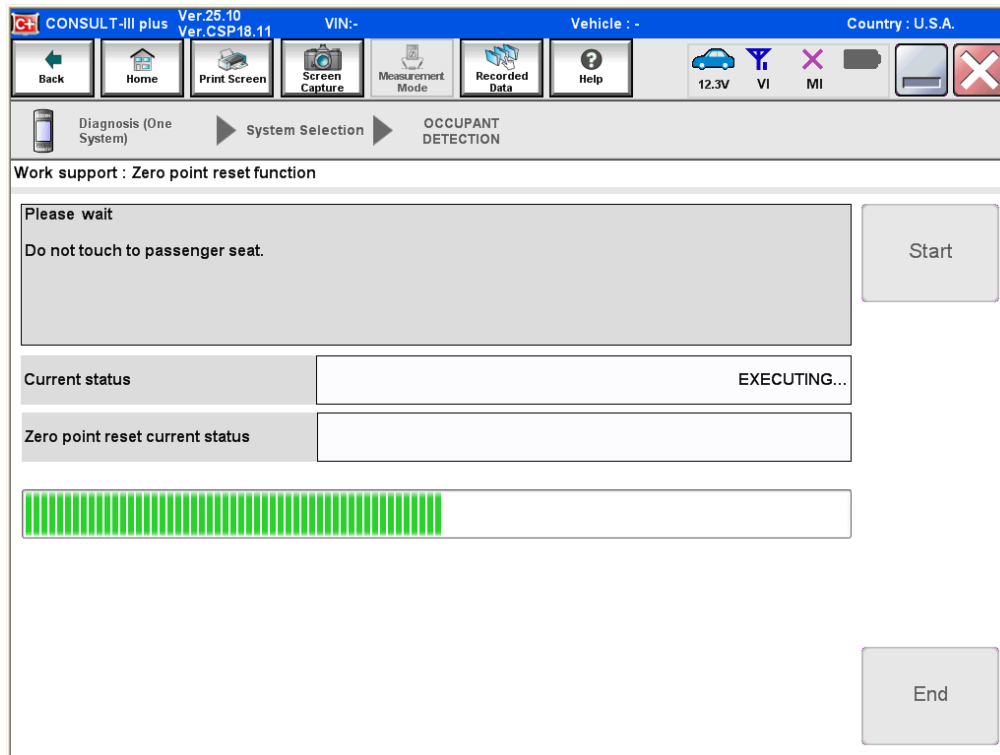 C+ CONSULT-III plus Ver.25.10 VIN:- Vehicle : - Country : U.S.A.
Ver.CSP18.11
Back
Home
Print Screen
Screen
Capture
Measurement
Mode
Recorded
Data
Help
12.3V VI MI
Diagnosis (One
System)
System Selection
OCCUPANT
DETECTION
Work support : Zero point reset function
Please wait
Do not touch to passenger seat.
Start
Current status EXECUTING...
Zero point reset current status
End